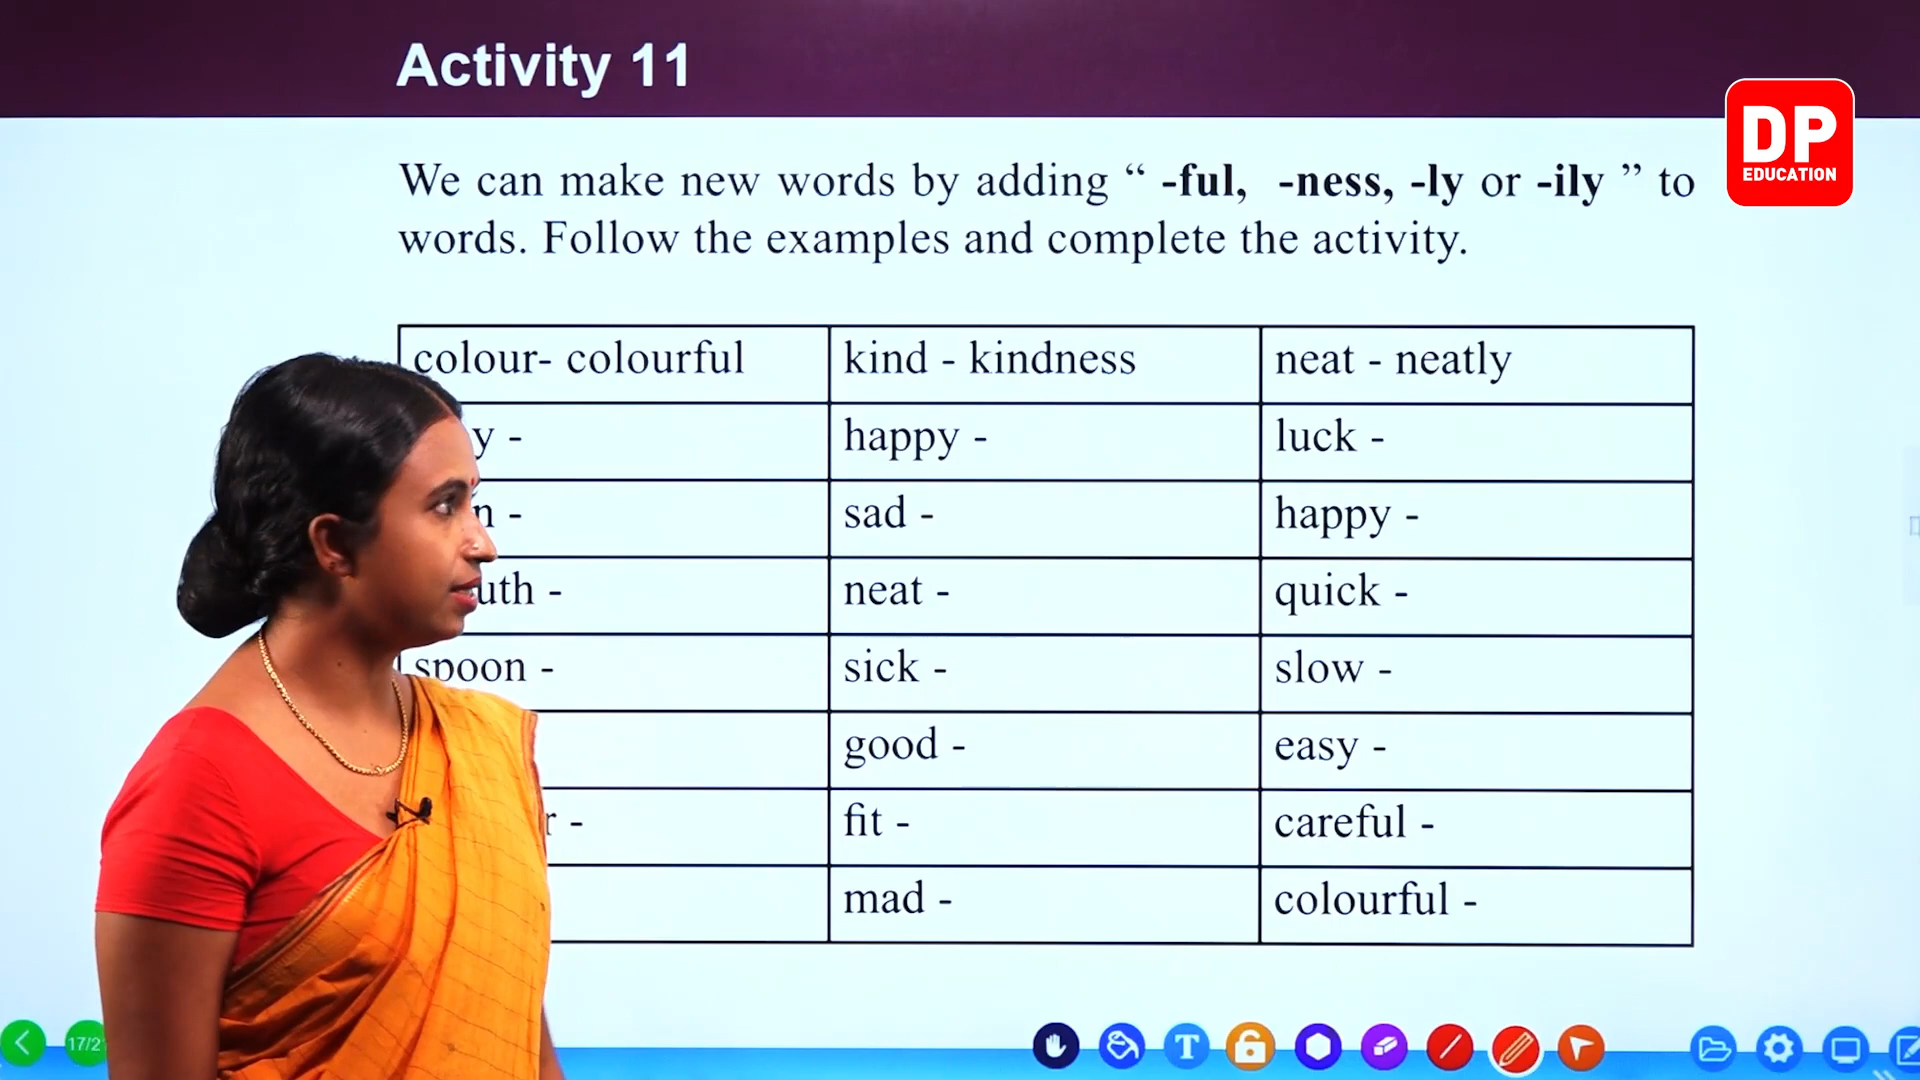 Activity 11
DP
EDUCATION
We can make new words by adding “ -ful, -ness, -ly or -ily ” to
words. Follow the examples and complete the activity.
colour- colourful kind - kindness neat - neatly
happy - luck -
sad - happy -
neat - quick -
spoon - sick - slow -
good - easy -
fit - careful -
mad - colourful -
17/2
T